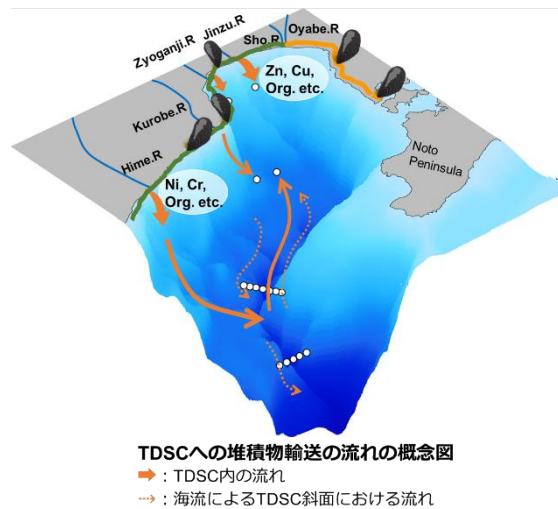 Oyabe.R
Sho.R
Jinzu.R
Zyoganji.R
Zn, Cu,
Org. etc.
Kurobe.R
Noto
Peninsula
Hime.R
Ni, Cr,
Org. etc.
TDSCへの堆積物輸送の流れの概念図
：TDSC内の流れ
：海流によるTDSC斜面における流れ